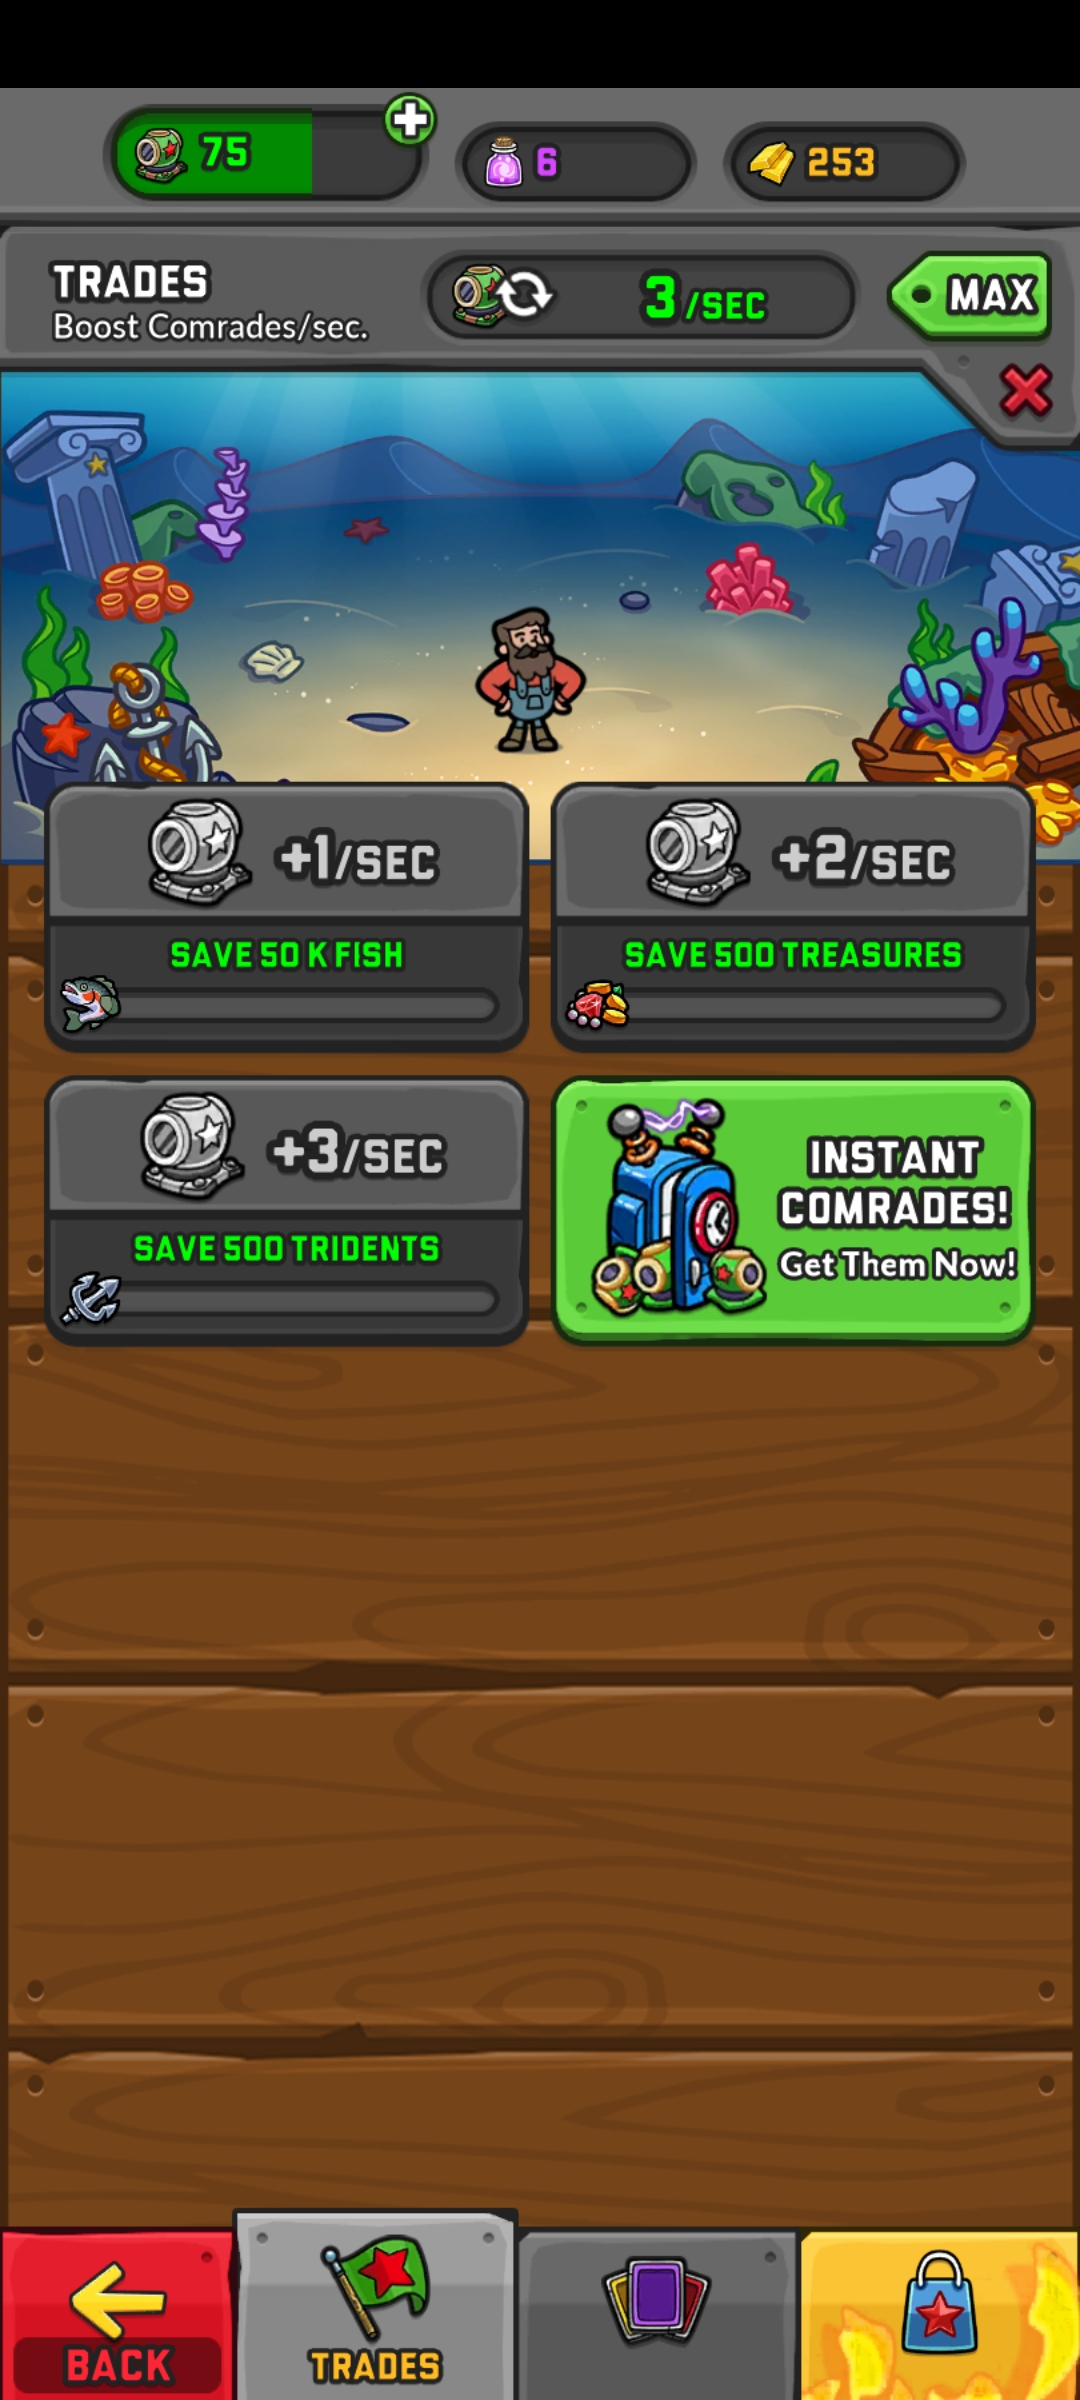 75
6
253
TRADES
Boost Comrades/sec.
3/SEC
MAX
+1/SEC
SAVE 50 K FISH
+2/SEC
SAVE 500 TREASURES
+3/SEC
SAVE 500 TRIDENTS
INSTANT
COMRADES!
Get Them Now!
BACK
TRADES